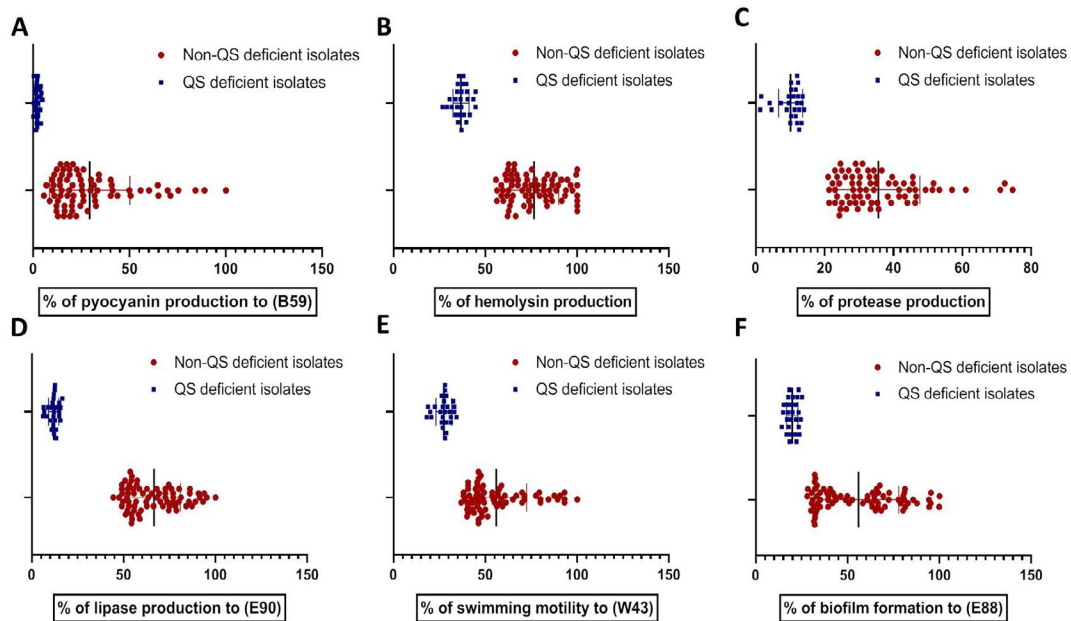 A
Non-QS deficient isolates
QS deficient isolates
0 50 100 150
% of pyocyanin production to (B59)
B
Non-QS deficient isolates
QS deficient isolates
0 50 100 150
% of hemolysin production
C
Non-QS deficient isolates
QS deficient isolates
0 20 40 60 80
% of protease production
D
Non-QS deficient isolates
QS deficient isolates
0 50 100 150
% of lipase production to (E90)
E
Non-QS deficient isolates
QS deficient isolates
0 50 100 150
% of swimming motility to (W43)
F
Non-QS deficient isolates
QS deficient isolates
0 50 100 150
% of biofilm formation to (E88)